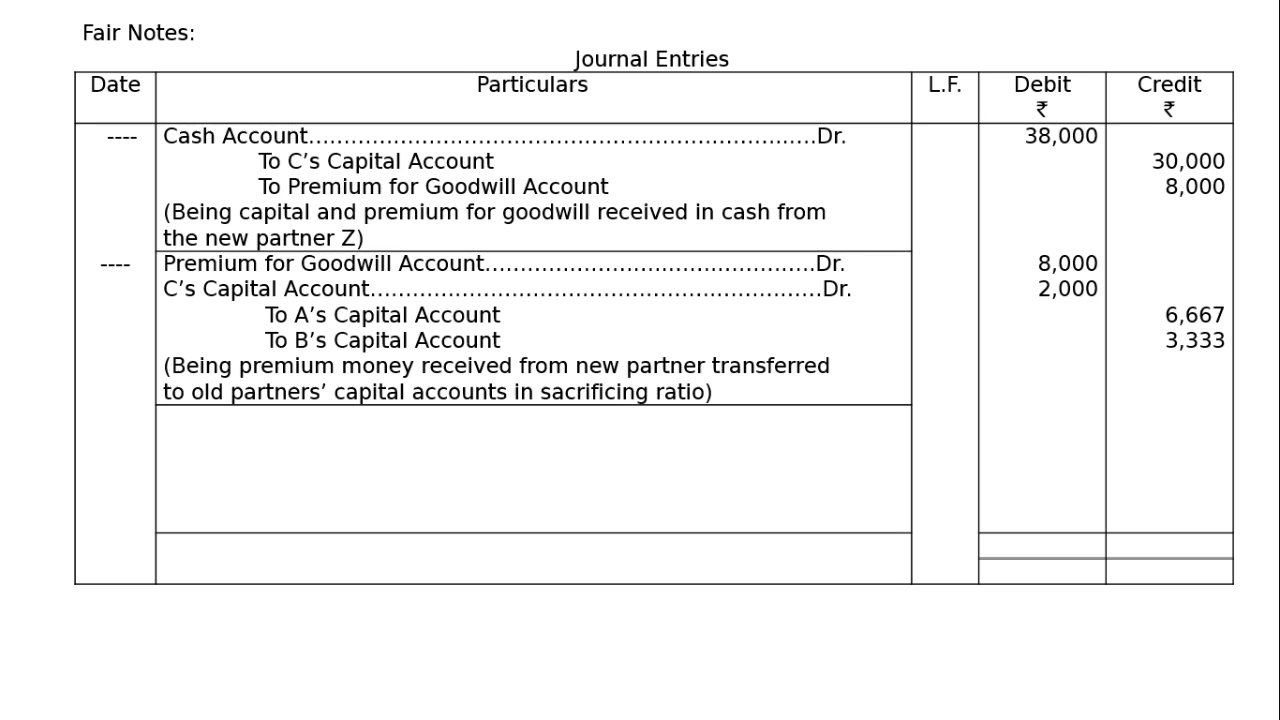 Fair Notes:
Journal Entries
Date Particulars L.F. Debit Credit
₹ ₹
---- Cash Account……………………………………………………………….Dr. 38,000
To C’s Capital Account 30,000
To Premium for Goodwill Account 8,000
(Being capital and premium for goodwill received in cash from
the new partner Z)
---- Premium for Goodwill Account………………………………………..Dr. 8,000
C’s Capital Account……………………………………………………….Dr. 2,000
To A’s Capital Account 6,667
To B’s Capital Account 3,333
(Being premium money received from new partner transferred
to old partners’ capital accounts in sacrificing ratio)